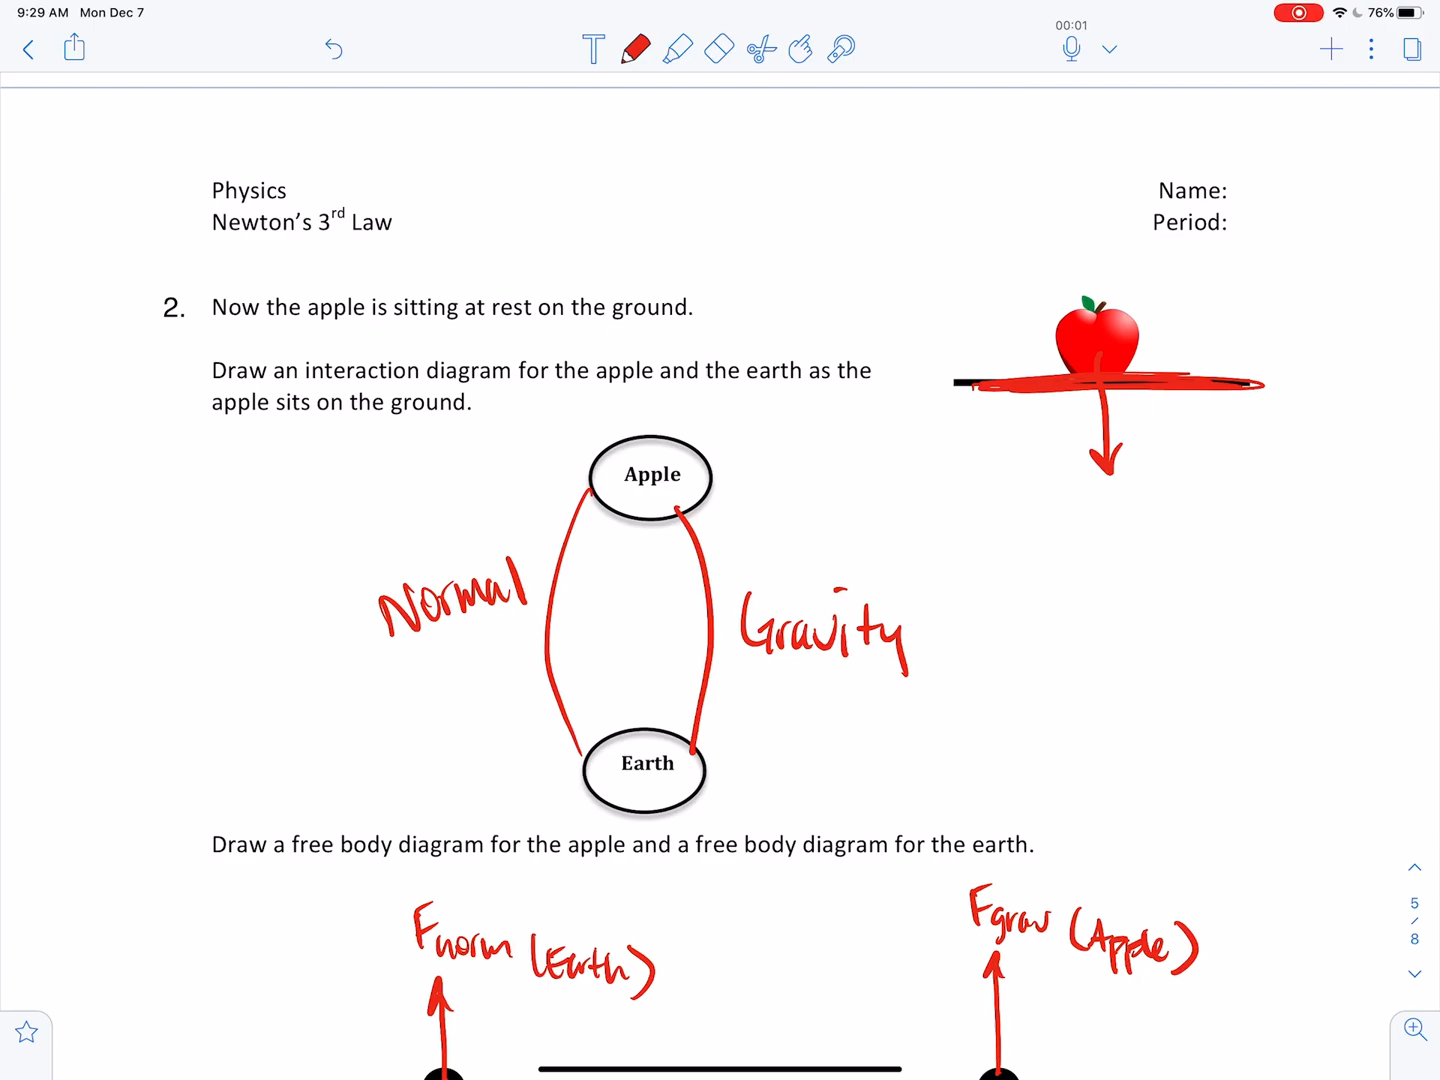 9:29 AM Mon Dec 7
76%
00:01
T
Physics
Name:
Newton's 3rd Law
Period:
2. Now the apple is sitting at rest on the ground.
Draw an interaction diagram for the apple and the earth as the
apple sits on the ground.
Apple
Normal
Gravity
Earth
Draw a free body diagram for the apple and a free body diagram for the earth.
Fnorm (Earth)
Fgrav (Apple)
5
/
8